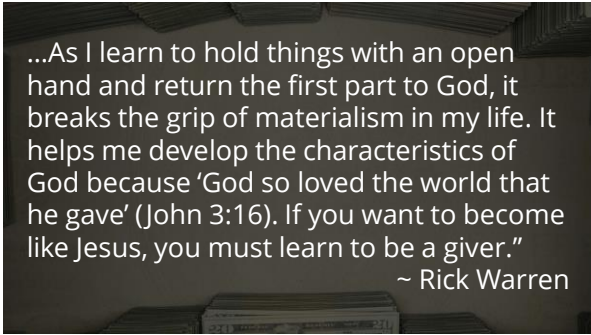 …As I learn to hold things with an open
hand and return the first part to God, it
breaks the grip of materialism in my life. It
helps me develop the characteristics of
God because ‘God so loved the world that
he gave’ (John 3:16). If you want to become
like Jesus, you must learn to be a giver.”
~ Rick Warren